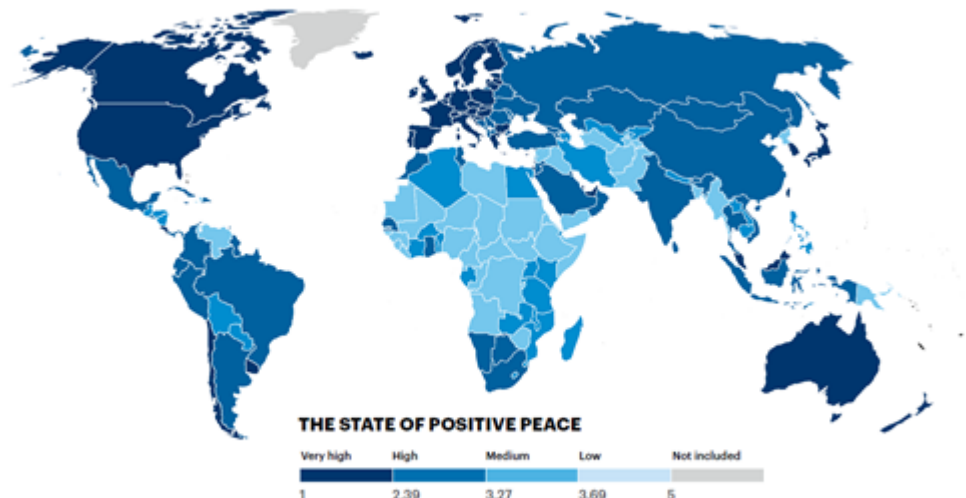 THE STATE OF POSITIVE PEACE
Very high High Medium Low Not included
1 2.39 3.27 3.69 5